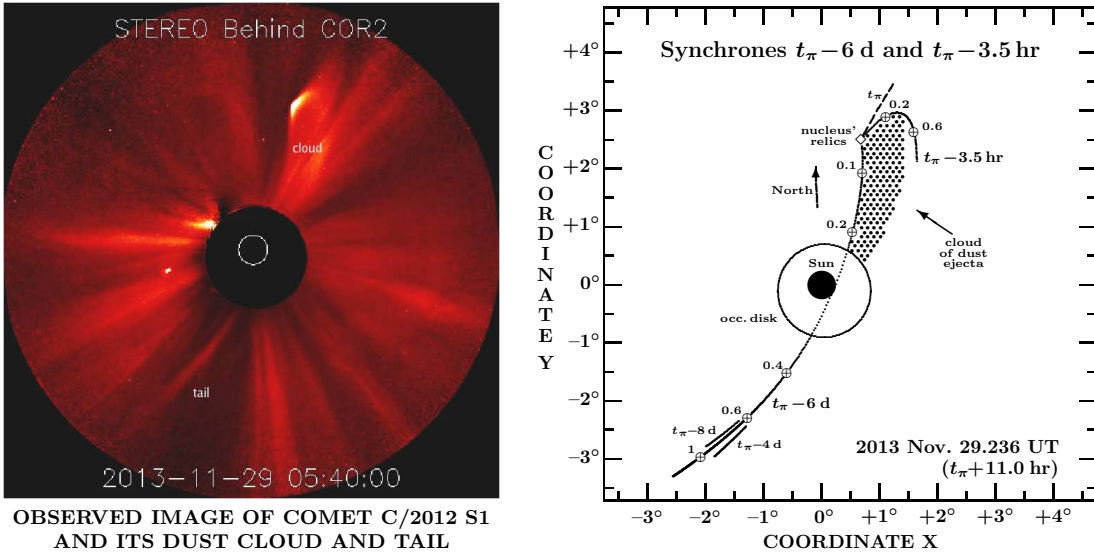 STEREO Behind COR2
cloud
tail
2013-11-29 05:40:00
OBSERVED IMAGE OF COMET C/2012 S1
AND ITS DUST CLOUD AND TAIL
Synchrones tπ−6 d and tπ−3.5 hr
+4°
+3°
+2°
+1°
0°
−1°
−2°
−3°
COORDINATE Y
tπ
0.2
0.6
nucleus'
relics
tπ−3.5 hr
0.1
North
0.2
cloud
of dust
ejecta
Sun
occ. disk
0.4
tπ−6 d
0.6
tπ−8 d
tπ−4 d
1
2013 Nov. 29.236 UT
(tπ+11.0 hr)
−3° −2° −1° 0° +1° +2° +3° +4°
COORDINATE X